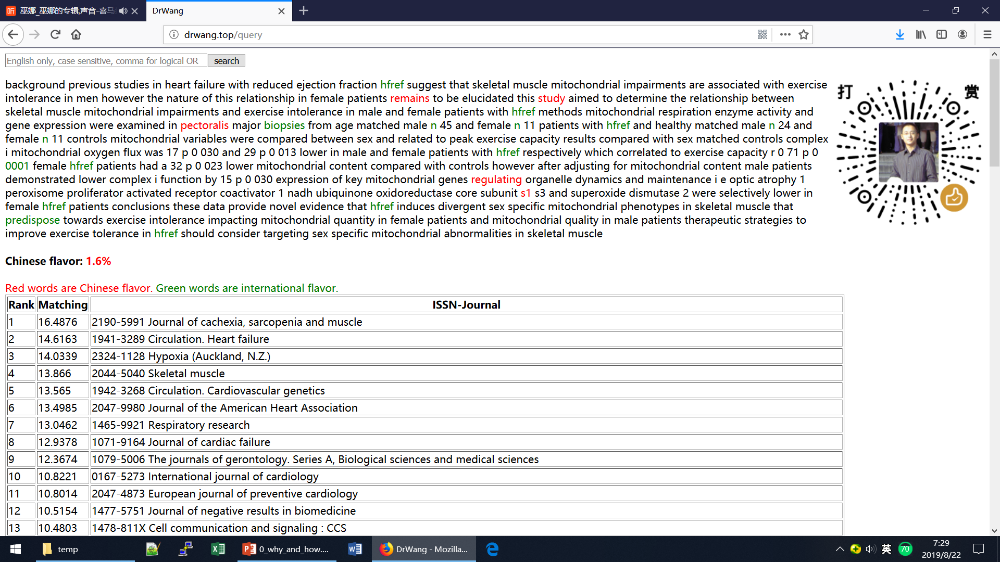 巫娜_巫娜的专辑,声音-喜马
DrWang
drwang.top/query
English only, case sensitive, comma for logical OR
search
background previous studies in heart failure with reduced ejection fraction hfref suggest that skeletal muscle mitochondrial impairments are associated with exercise
intolerance in men however the nature of this relationship in female patients remains to be elucidated this study aimed to determine the relationship between
skeletal muscle mitochondrial impairments and exercise intolerance in male and female patients with hfref methods mitochondrial respiration enzyme activity and
gene expression were examined in pectoralis major biopsies from age matched male n 45 and female n 11 patients with hfref and healthy matched male n 24 and
female n 11 controls mitochondrial variables were compared between sex and related to peak exercise capacity results compared with sex matched controls complex
i mitochondrial oxygen flux was 17 p 0 030 and 29 p 0 013 lower in male and female patients with hfref respectively which correlated to exercise capacity r 0 71 p 0
0001 female hfref patients had a 32 p 0 023 lower mitochondrial content compared with controls however after adjusting for mitochondrial content male patients
demonstrated lower complex i function by 15 p 0 030 expression of key mitochondrial genes regulating organelle dynamics and maintenance i e optic atrophy 1
peroxisome proliferator activated receptor coactivator 1 nadh ubiquinone oxidoreductase core subunit s1 s3 and superoxide dismutase 2 were selectively lower in
female hfref patients conclusions these data provide novel evidence that hfref induces divergent sex specific mitochondrial phenotypes in skeletal muscle that
predispose towards exercise intolerance impacting mitochondrial quantity in female patients and mitochondrial quality in male patients therapeutic strategies to
improve exercise tolerance in hfref should consider targeting sex specific mitochondrial abnormalities in skeletal muscle
打 赏
Chinese flavor: 1.6%
Red words are Chinese flavor. Green words are international flavor.
Rank Matching ISSN-Journal
1 16.4876 2190-5991 Journal of cachexia, sarcopenia and muscle
2 14.6163 1941-3289 Circulation. Heart failure
3 14.0339 2324-1128 Hypoxia (Auckland, N.Z.)
4 13.866 2044-5040 Skeletal muscle
5 13.565 1942-3268 Circulation. Cardiovascular genetics
6 13.4985 2047-9980 Journal of the American Heart Association
7 13.0462 1465-9921 Respiratory research
8 12.9378 1071-9164 Journal of cardiac failure
9 12.3674 1079-5006 The journals of gerontology. Series A, Biological sciences and medical sciences
10 10.8221 0167-5273 International journal of cardiology
11 10.8014 2047-4873 European journal of preventive cardiology
12 10.5154 1477-5751 Journal of negative results in biomedicine
13 10.4803 1478-811X Cell communication and signaling : CCS
temp
0_why_and_how....
DrWang - Mozilla...
英
70
7:29
2019/8/22